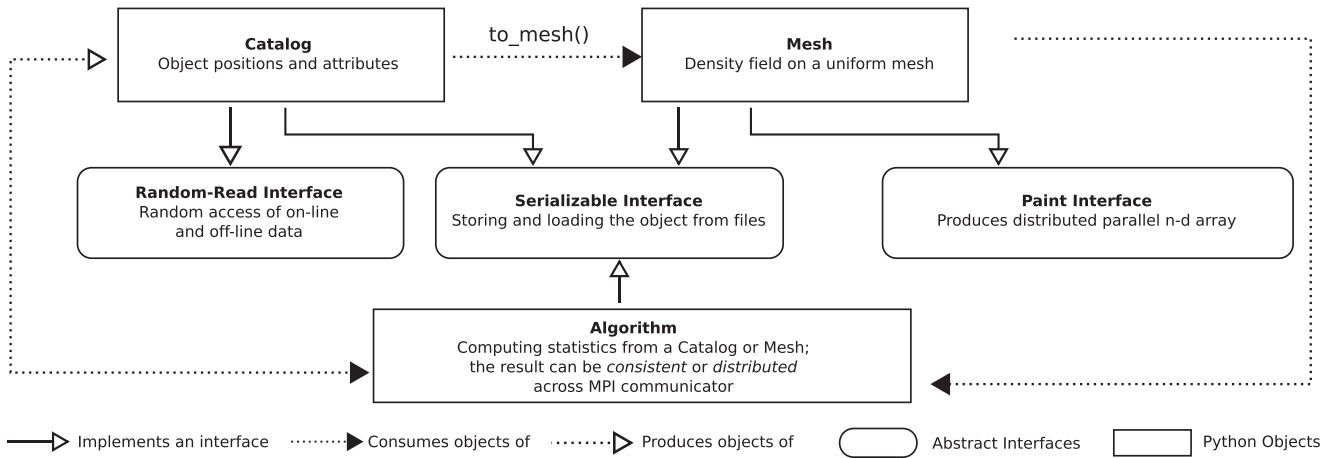 Catalog
Object positions and attributes
to_mesh()
Mesh
Density field on a uniform mesh
Random-Read Interface
Random access of on-line
and off-line data
Serializable Interface
Storing and loading the object from files
Paint Interface
Produces distributed parallel n-d array
Algorithm
Computing statistics from a Catalog or Mesh;
the result can be consistent or distributed
across MPI communicator
Implements an interface
Consumes objects of
Produces objects of
Abstract Interfaces
Python Objects